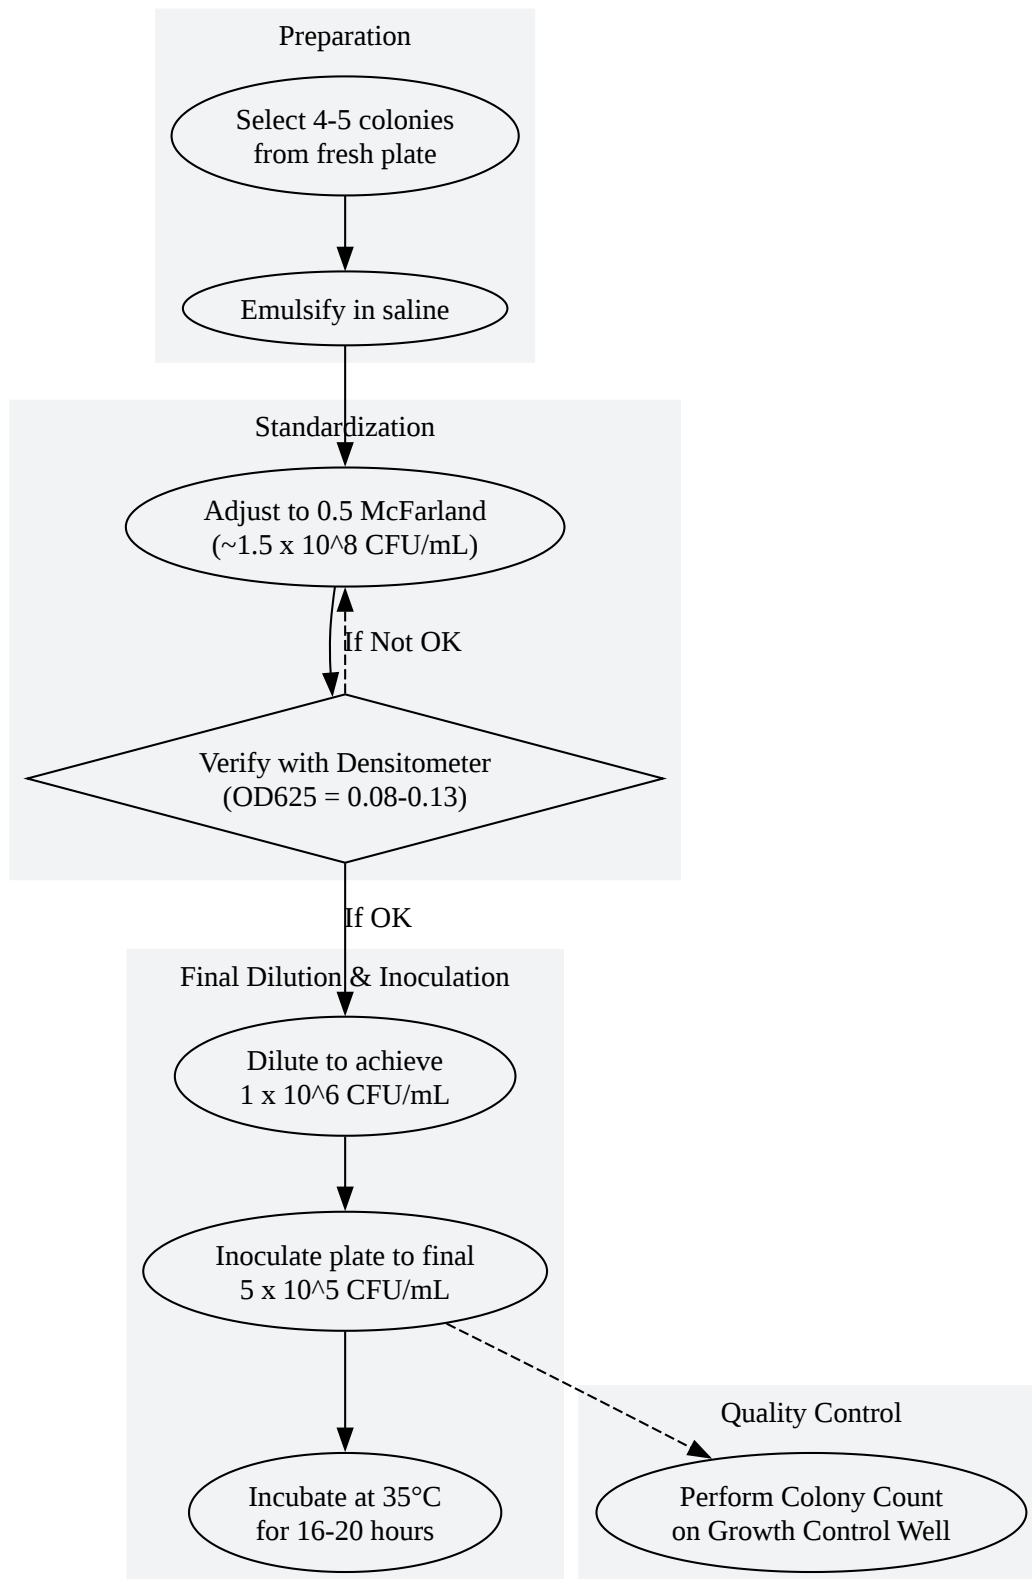 Preparation
Select 4-5 colonies
from fresh plate
Emulsify in saline
Standardization
Adjust to 0.5 McFarland
(~1.5 x 10^8 CFU/mL)
If Not OK
Verify with Densitometer
(OD625 = 0.08-0.13)
If OK
Final Dilution & Inoculation
Dilute to achieve
1 x 10^6 CFU/mL
Inoculate plate to final
5 x 10^5 CFU/mL
Quality Control
Incubate at 35°C
for 16-20 hours
Perform Colony Count
on Growth Control Well